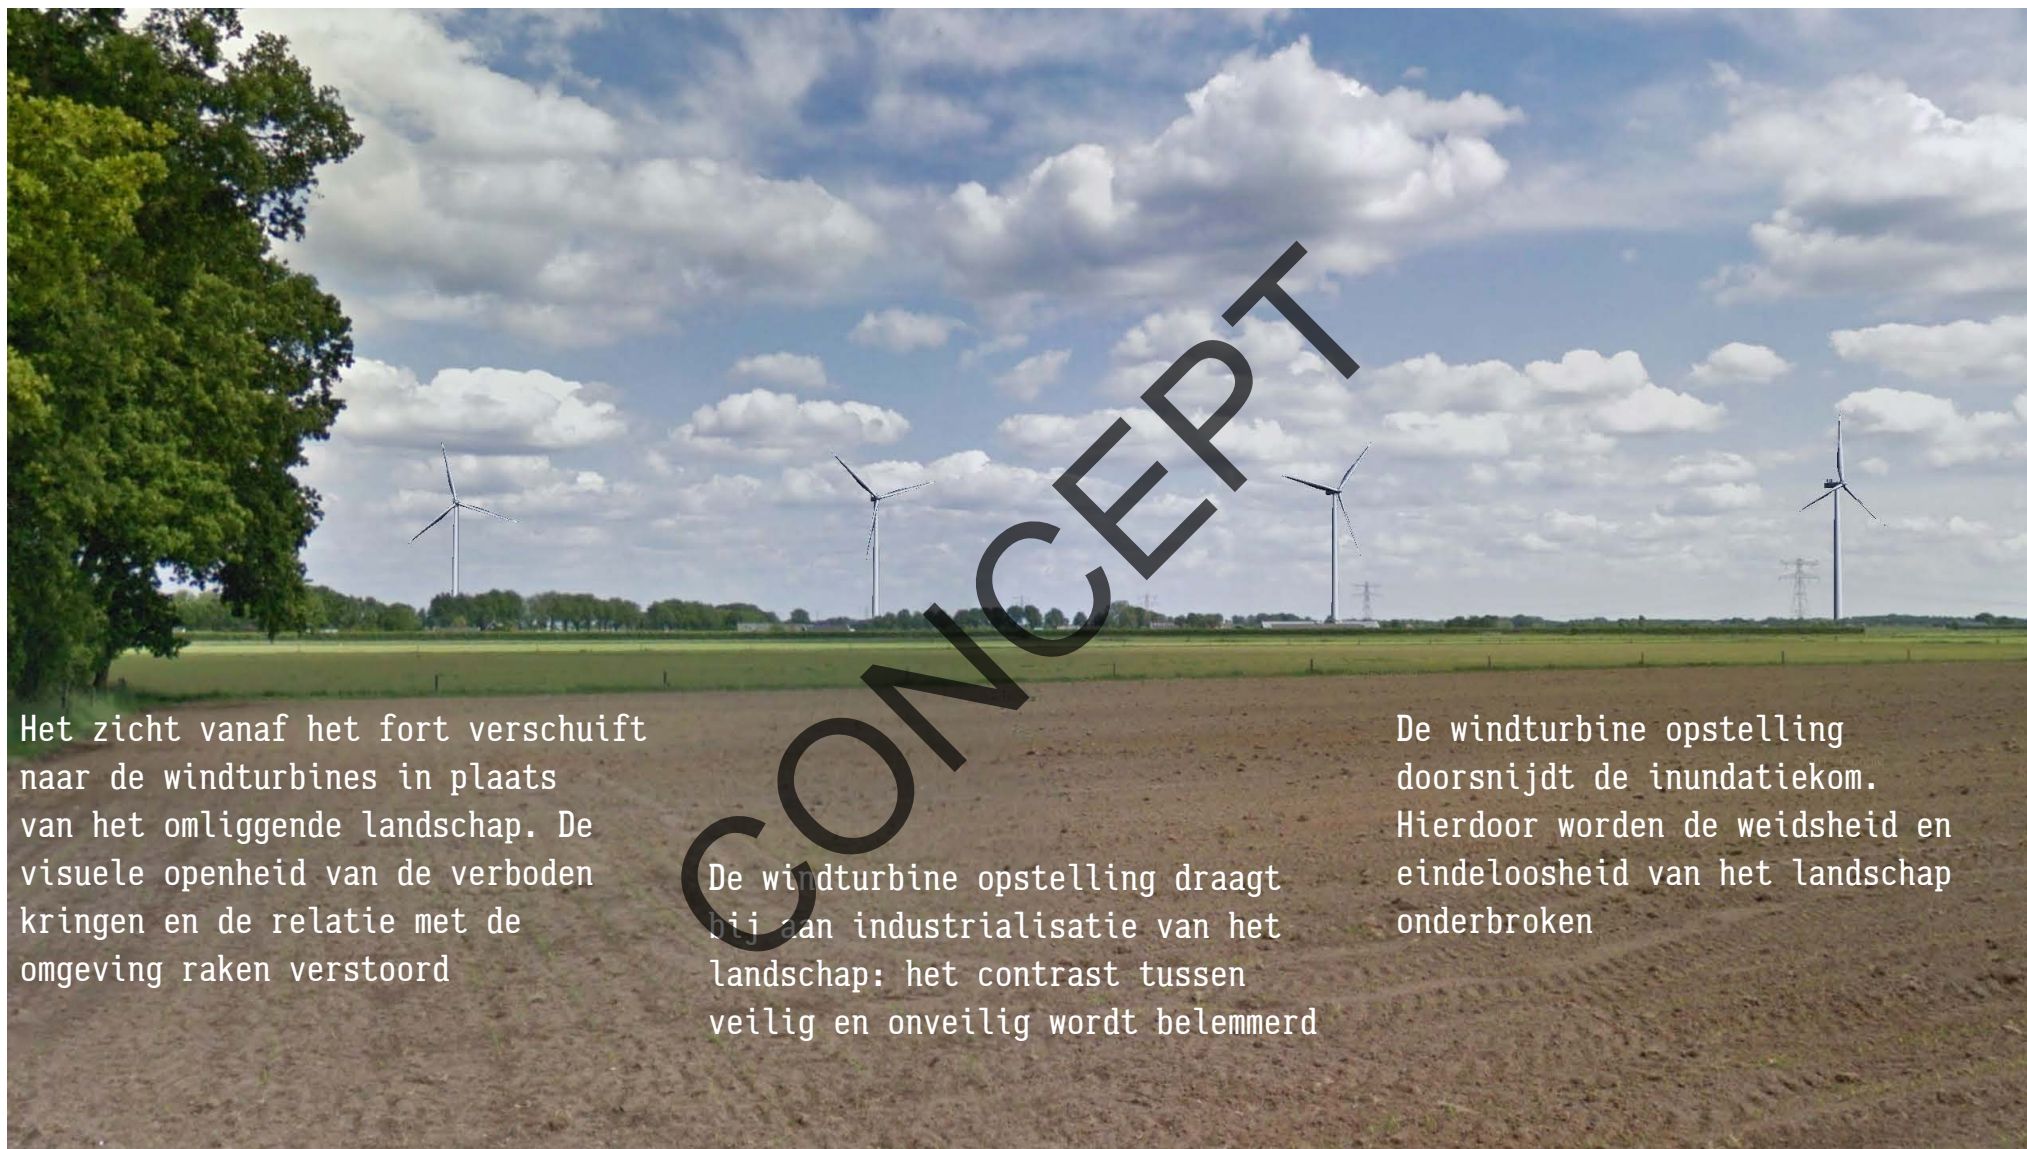 Het zicht vanaf het fort verschuift
naar de windturbines in plaats
van het omliggende landschap. De
visuele openheid van de verboden
kringen en de relatie met de
omgeving raken verstoord
De windturbine opstelling draagt
bij aan industrialisatie van het
landschap: het contrast tussen
veilig en onveilig wordt belemmerd
De windturbine opstelling
doorsnijdt de inundatiekom.
Hierdoor worden de weidsheid en
eindeloosheid van het landschap
onderbroken
CONCEPT